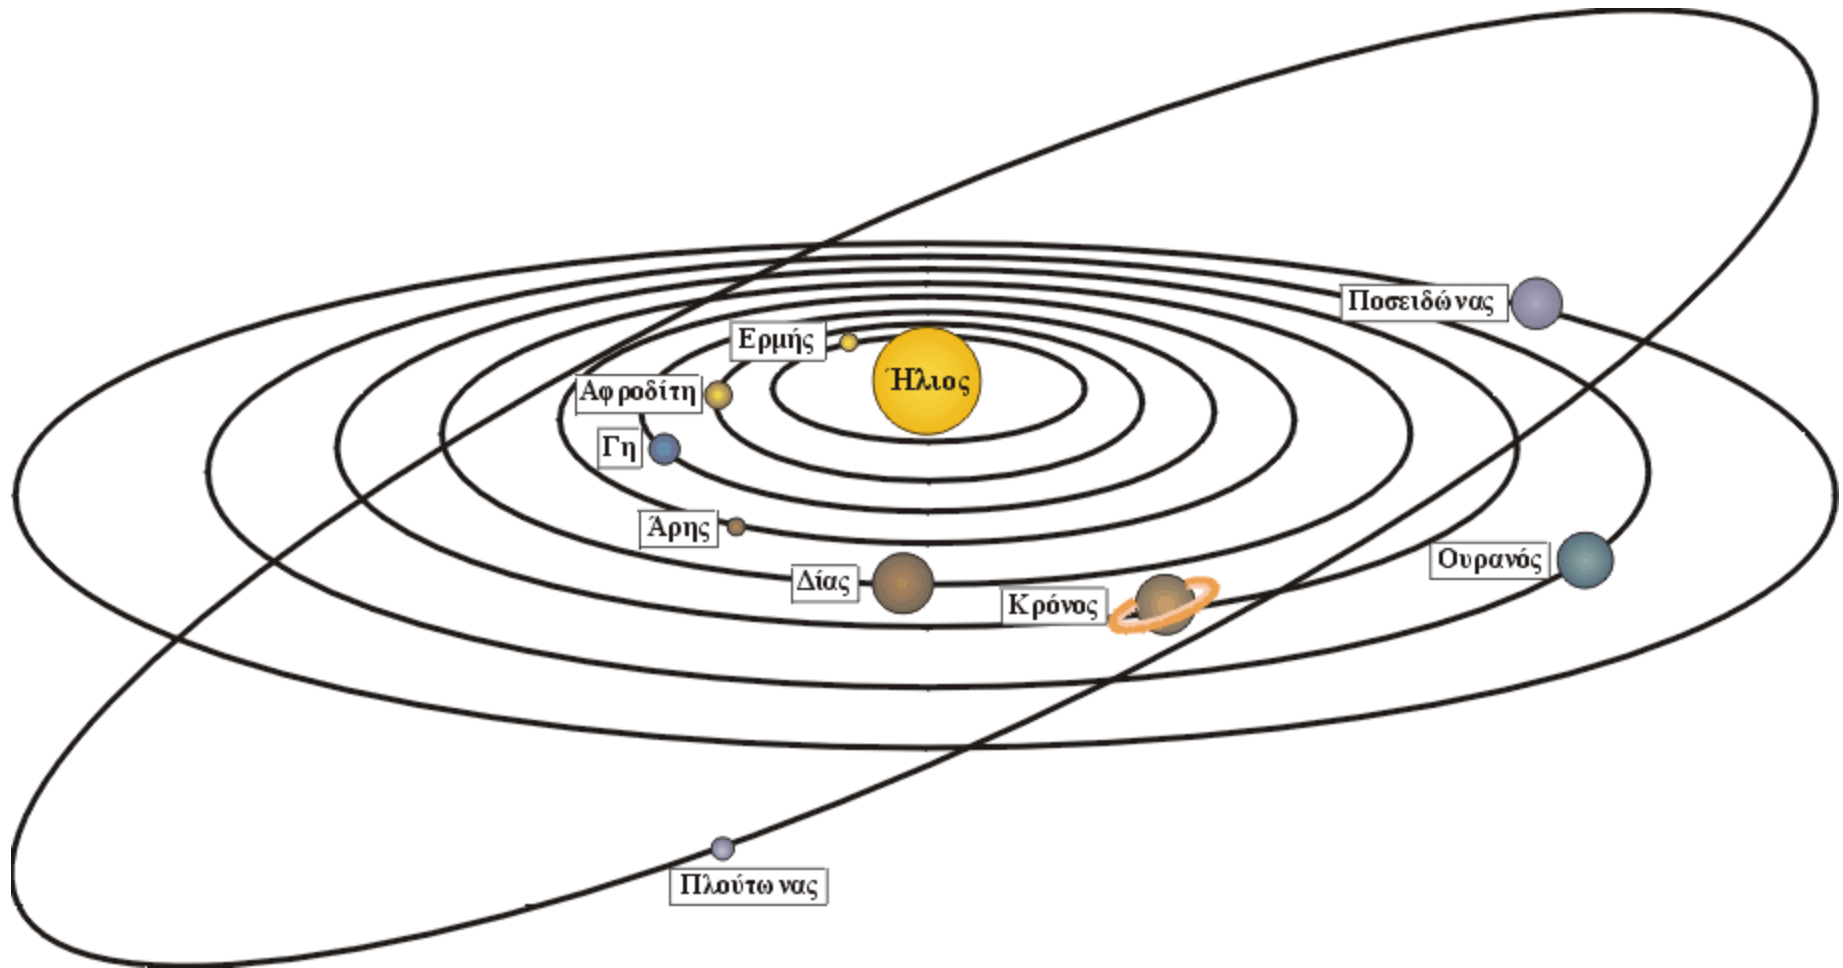 Ποσειδώνας
Ερμής
Ήλιος
Αφροδίτη
Γη
Άρης
Δίας
Κρόνος
Ουρανός
Πλούτωνας